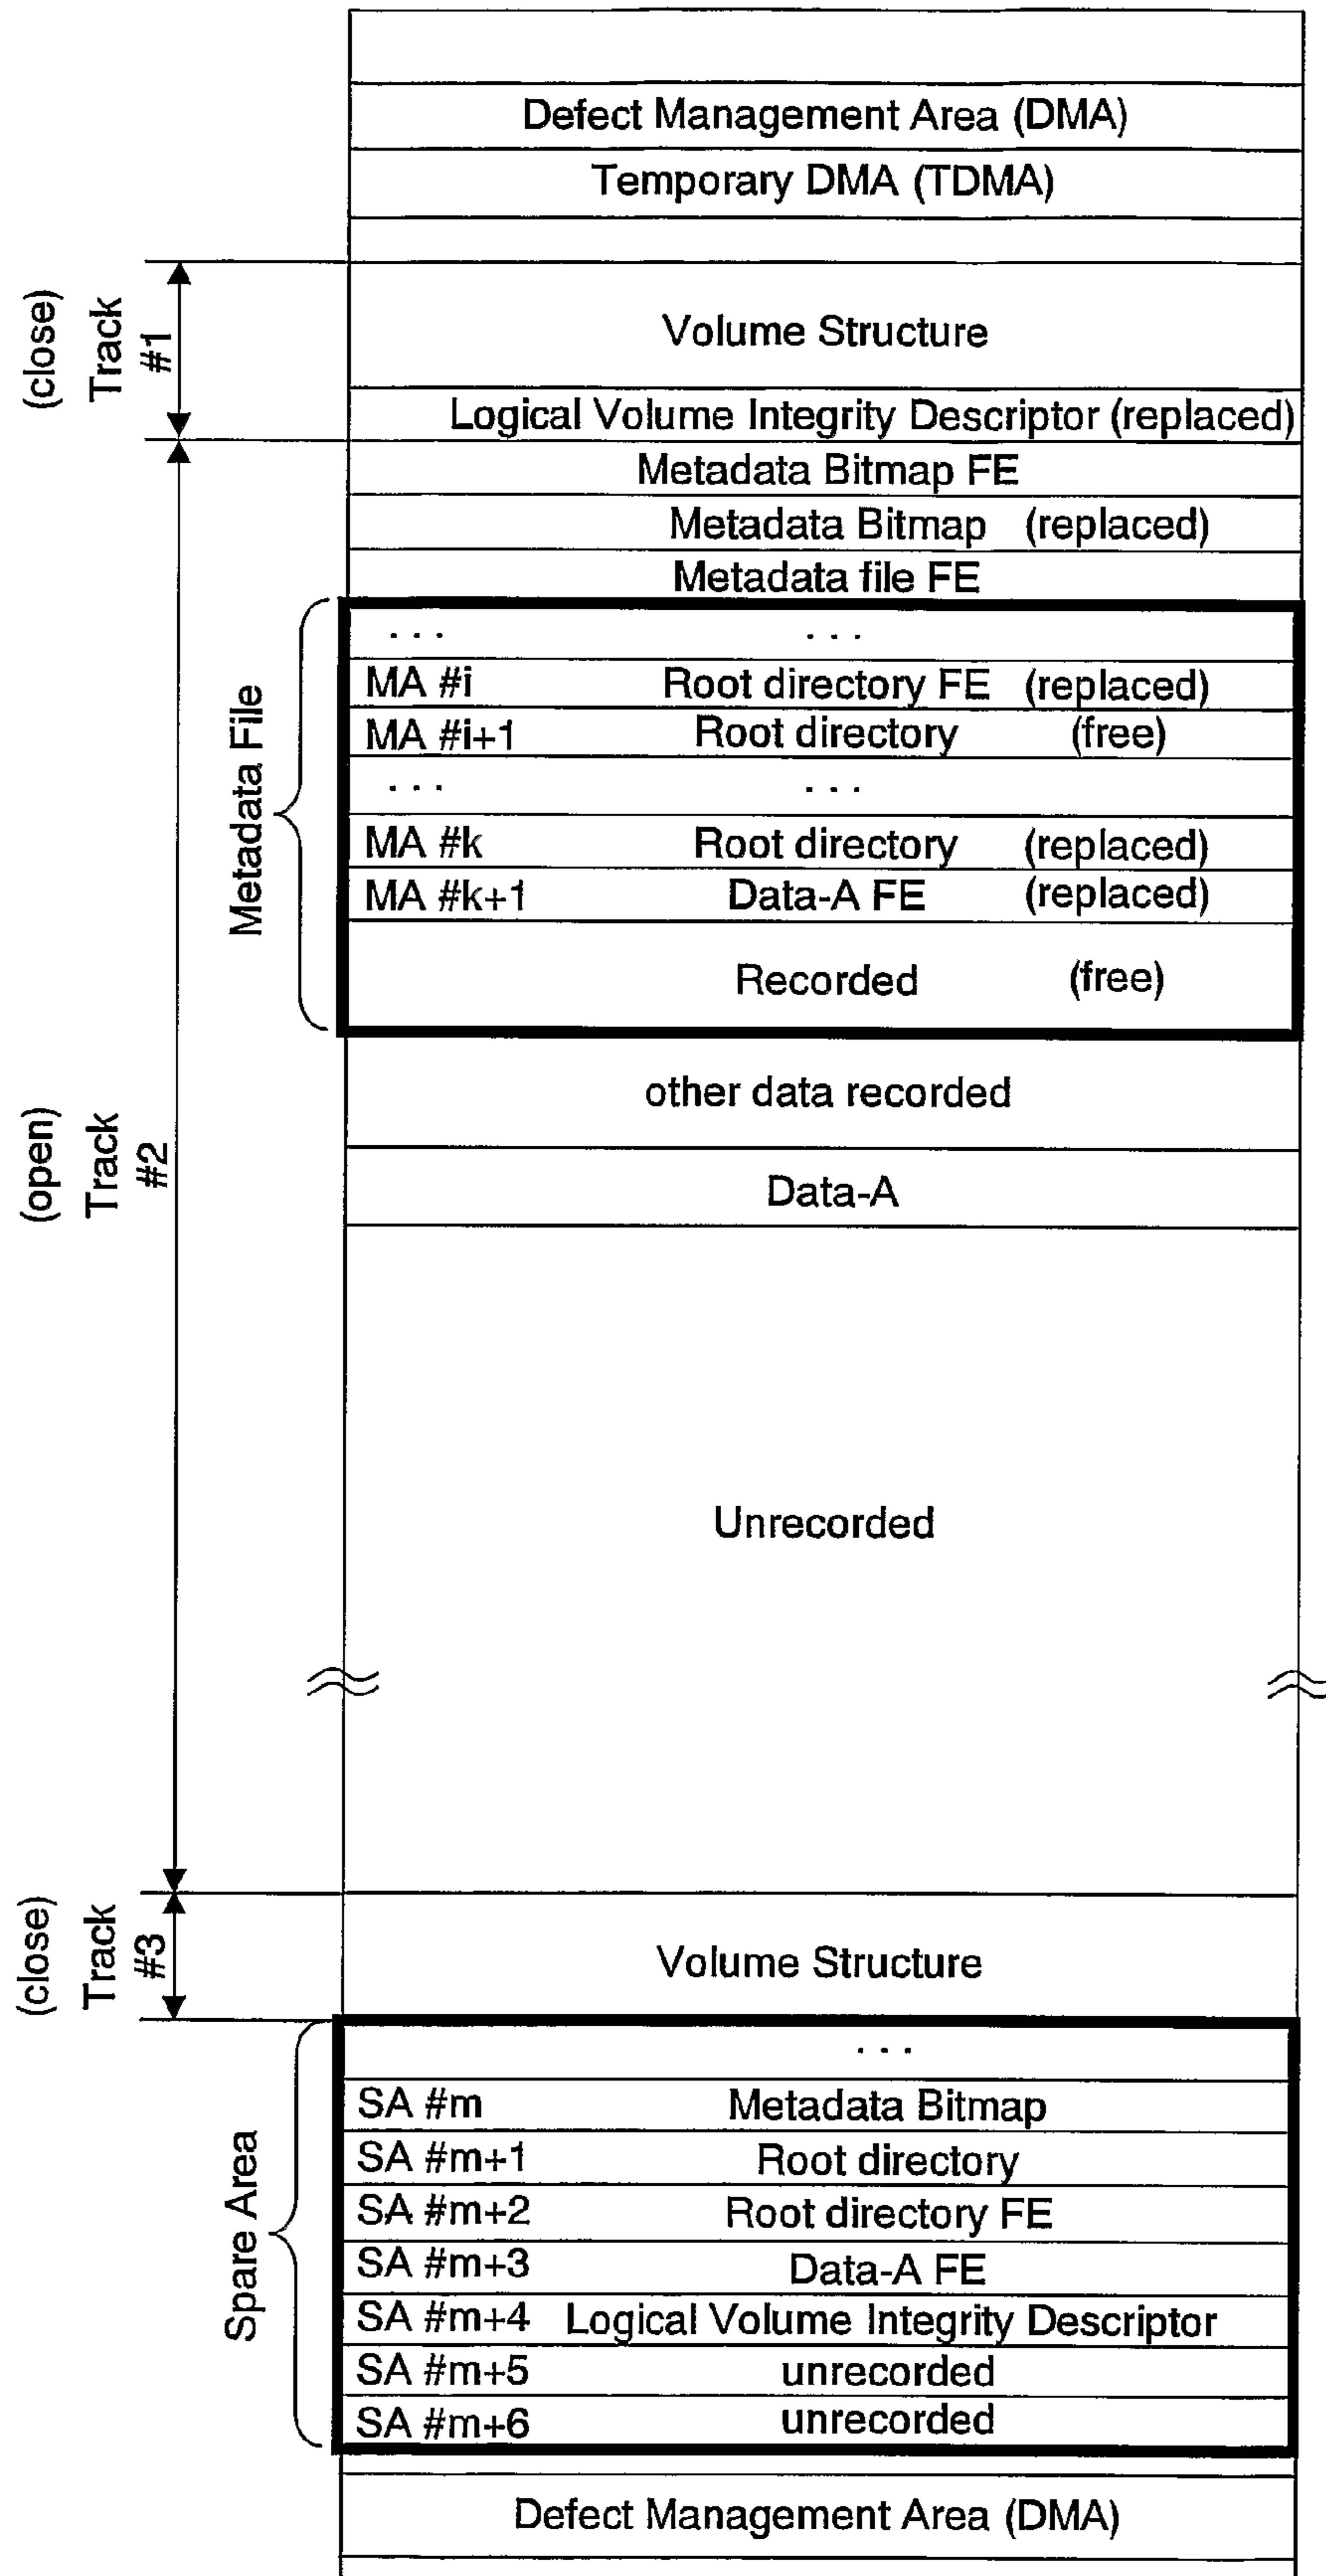 Defect Management Area (DMA)
Temporary DMA (TDMA)
(close)
Track
#1
Volume Structure
Logical Volume Integrity Descriptor (replaced)
Metadata Bitmap FE
Metadata Bitmap (replaced)
Metadata file FE
Metadata File
... ...
MA #i Root directory FE (replaced)
MA #i+1 Root directory (free)
... ...
MA #k Root directory (replaced)
MA #k+1 Data-A FE (replaced)
Recorded (free)
(open)
Track
#2
other data recorded
Data-A
Unrecorded
(close)
Track
#3
Volume Structure
Spare Area
...
SA #m Metadata Bitmap
SA #m+1 Root directory
SA #m+2 Root directory FE
SA #m+3 Data-A FE
SA #m+4 Logical Volume Integrity Descriptor
SA #m+5 unrecorded
SA #m+6 unrecorded
Defect Management Area (DMA)